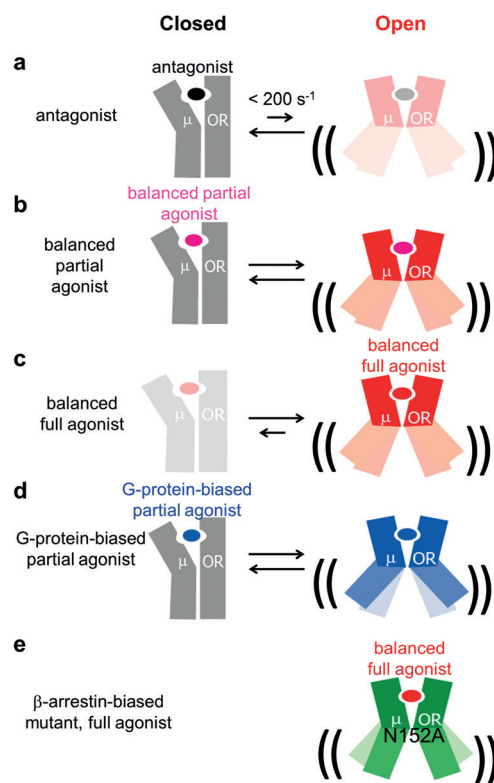 Closed
Open
a
antagonist
antagonist
< 200 s⁻¹
μ OR
μ OR
(( ))
b
balanced partial
agonist
balanced
partial
agonist
μ OR
μ OR
(( ))
c
balanced
full agonist
balanced
full agonist
μ OR
μ OR
(( ))
d
G-protein-biased
partial agonist
G-protein-biased
partial agonist
μ OR
μ OR
(( ))
e
balanced
full agonist
β-arrestin-biased
mutant, full agonist
μ OR
N152A
(( ))